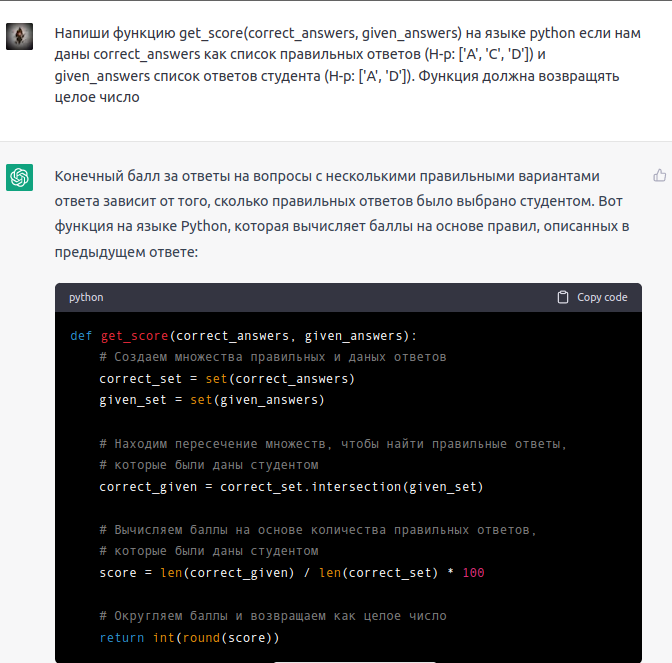 Напиши функцию get_score(correct_answers, given_answers) на языке python если нам
даны correct_answers как список правильных ответов (Н-р: ['A', 'C', 'D']) и
given_answers список ответов студента (Н-р: ['A', 'D']). Функция должна возвращять
целое число
Конечный балл за ответы на вопросы с несколькими правильными вариантами
ответа зависит от того, сколько правильных ответов было выбрано студентом. Вот
функция на языке Python, которая вычисляет баллы на основе правил, описанных в
предыдущем ответе:
python Copy code
def get_score(correct_answers, given_answers):
    # Создаем множества правильных и даных ответов
    correct_set = set(correct_answers)
    given_set = set(given_answers)
    # Находим пересечение множеств, чтобы найти правильные ответы,
    # которые были даны студентом
    correct_given = correct_set.intersection(given_set)
    # Вычисляем баллы на основе количества правильных ответов,
    # которые были даны студентом
    score = len(correct_given) / len(correct_set) * 100
    # Округляем баллы и возвращаем как целое число
    return int(round(score))